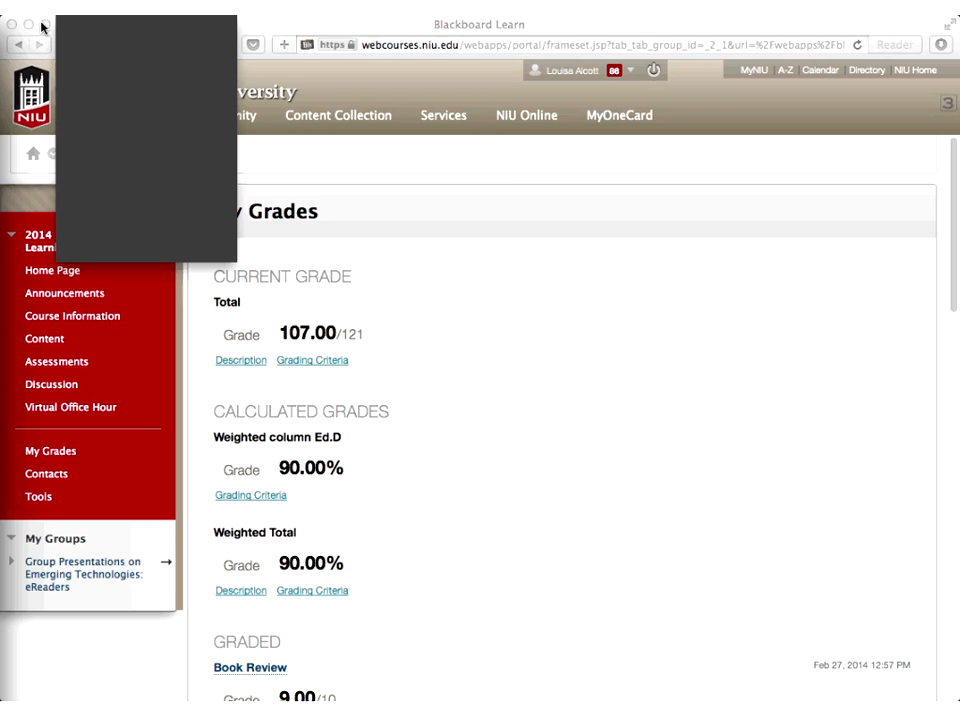 Blackboard Learn
https webcourses.niu.edu/webapps/portal/frameset.jsp?tab_tab_group_id=_2_1&url=%2Fwebapps%2Fbl Reader
Louisa Alcott 86 MyNIU A-Z Calendar Directory NIU Home
NIU
versity
nity Content Collection Services NIU Online MyOneCard
3
y Grades
2014
Learni
Home Page
Announcements
Course Information
Content
Assessments
Discussion
Virtual Office Hour
My Grades
Contacts
Tools
My Groups
Group Presentations on
Emerging Technologies:
eReaders
CURRENT GRADE
Total
Grade 107.00/121
Description Grading Criteria
CALCULATED GRADES
Weighted column Ed.D
Grade 90.00%
Grading Criteria
Weighted Total
Grade 90.00%
Description Grading Criteria
GRADED
Book Review Feb 27, 2014 12:57 PM
Grade 9.00/10